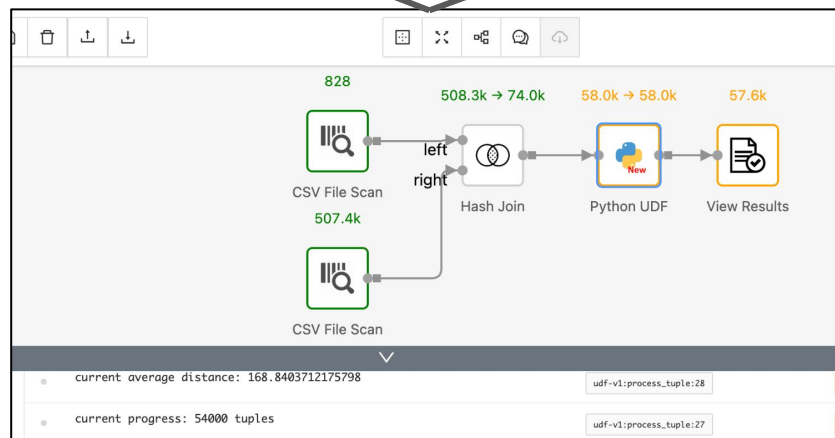 828
508.3k → 74.0k
58.0k → 58.0k
57.6k
left
right
New
CSV File Scan
Hash Join
Python UDF
View Results
507.4k
CSV File Scan
current average distance: 168.8403712175798
udf-v1:process_tuple:28
current progress: 54000 tuples
udf-v1:process_tuple:27